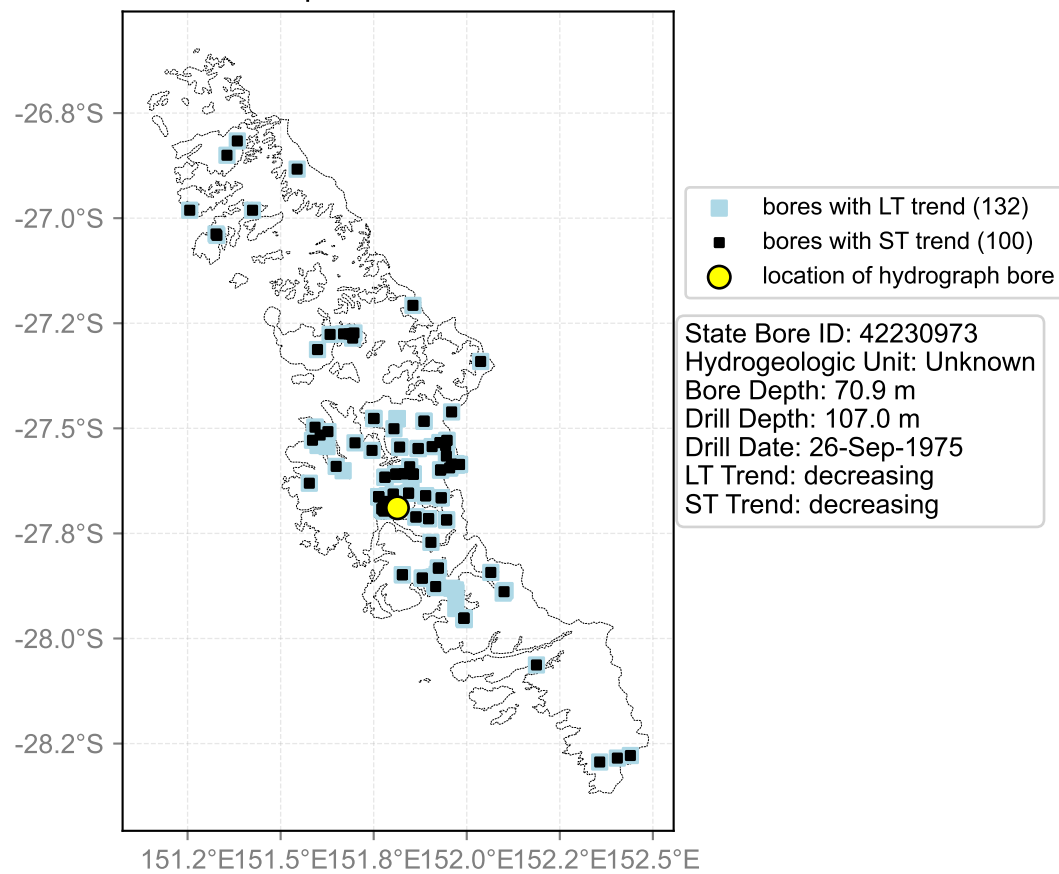 -26.8°S
-27.0°S
-27.2°S
-27.5°S
-27.8°S
-28.0°S
-28.2°S
151.2°E151.5°E151.8°E152.0°E152.2°E152.5°E
bores with LT trend (132)
bores with ST trend (100)
location of hydrograph bore
State Bore ID: 42230973
Hydrogeologic Unit: Unknown
Bore Depth: 70.9 m
Drill Depth: 107.0 m
Drill Date: 26-Sep-1975
LT Trend: decreasing
ST Trend: decreasing